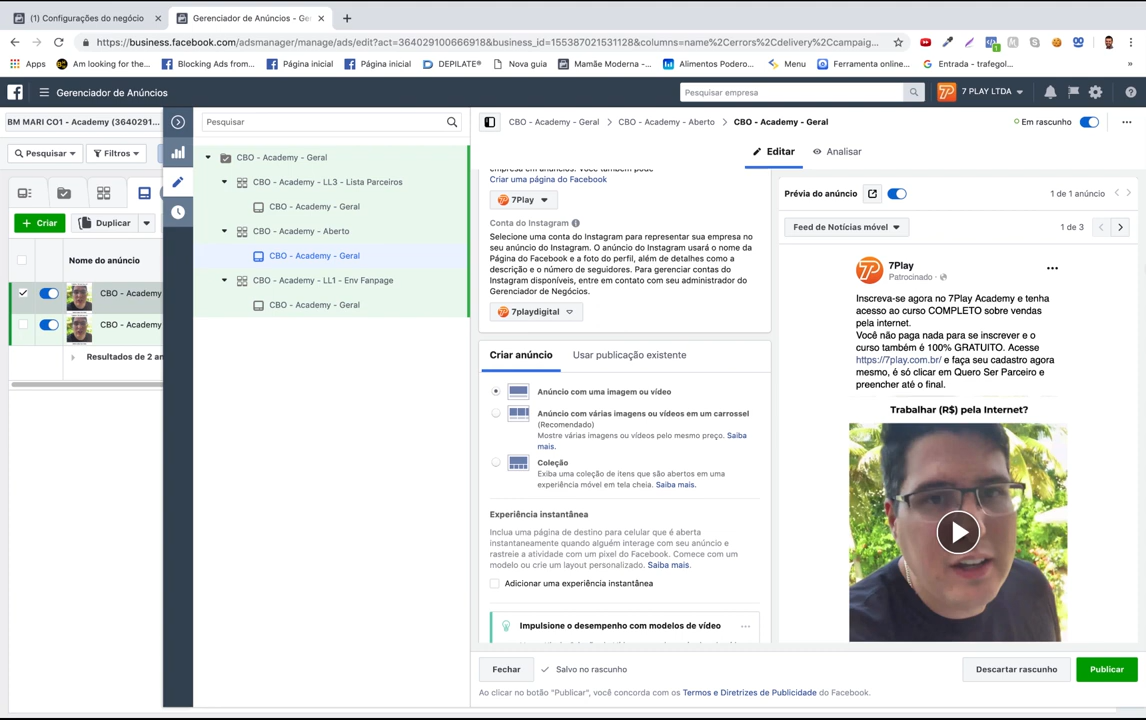 (1) Configurações do negócio
Gerenciador de Anúncios - Ger
https://business.facebook.com/adsmanager/manage/ads/edit?act=364029100666918&business_id=155387021531128&columns=name%2Cerrors%2Cdelivery%2Ccampaig...
Apps
Am looking for the...
Blocking Ads from...
Página inicial
Página inicial
DEPILATE®
Nova guia
Mamãe Moderna -...
Alimentos Podero...
Menu
Ferramenta online...
Entrada - trafegol...
Gerenciador de Anúncios
Pesquisar empresa
7 PLAY LTDA
BM MARI CO1 - Academy (3640291...
Pesquisar
Filtros
Criar
Duplicar
Nome do anúncio
CBO - Academy
CBO - Academy
Resultados de 2 an
Pesquisar
CBO - Academy - Geral
CBO - Academy - LL3 - Lista Parceiros
CBO - Academy - Geral
CBO - Academy - Aberto
CBO - Academy - Geral
CBO - Academy - LL1 - Env Fanpage
CBO - Academy - Geral
CBO - Academy - Geral > CBO - Academy - Aberto > CBO - Academy - Geral
Em rascunho
Editar
Analisar
empresa em anúncios. Você também pode
Criar uma página do Facebook
7Play
Conta do Instagram
Selecione uma conta do Instagram para representar sua empresa no
seu anúncio do Instagram. O anúncio do Instagram usará o nome da
Página do Facebook e a foto do perfil, além de detalhes como a
descrição e o número de seguidores. Para gerenciar contas do
Instagram disponíveis, entre em contato com seu administrador do
Gerenciador de Negócios.
7playdigital
Criar anúncio
Usar publicação existente
Anúncio com uma imagem ou vídeo
Anúncio com várias imagens ou vídeos em um carrossel
(Recomendado)
Mostre várias imagens ou vídeos pelo mesmo preço. Saiba
mais.
Coleção
Exiba uma coleção de itens que são abertos em uma
experiência móvel em tela cheia. Saiba mais.
Experiência instantânea
Inclua uma página de destino para celular que é aberta
instantaneamente quando alguém interage com seu anúncio e
rastreie a atividade com um pixel do Facebook. Comece com um
modelo ou crie um layout personalizado. Saiba mais.
Adicionar uma experiência instantânea
Impulsione o desempenho com modelos de vídeo
Prévia do anúncio
1 de 1 anúncio
Feed de Notícias móvel
1 de 3
7Play
Patrocinado ·
Inscreva-se agora no 7Play Academy e tenha
acesso ao curso COMPLETO sobre vendas
pela internet.
Você não paga nada para se inscrever e o
curso também é 100% GRATUITO. Acesse
https://7play.com.br/ e faça seu cadastro agora
mesmo, é só clicar em Quero Ser Parceiro e
preencher até o final.
Trabalhar (R$) pela Internet?
Fechar
Salvo no rascunho
Descartar rascunho
Publicar
Ao clicar no botão "Publicar", você concorda com os Termos e Diretrizes de Publicidade do Facebook.